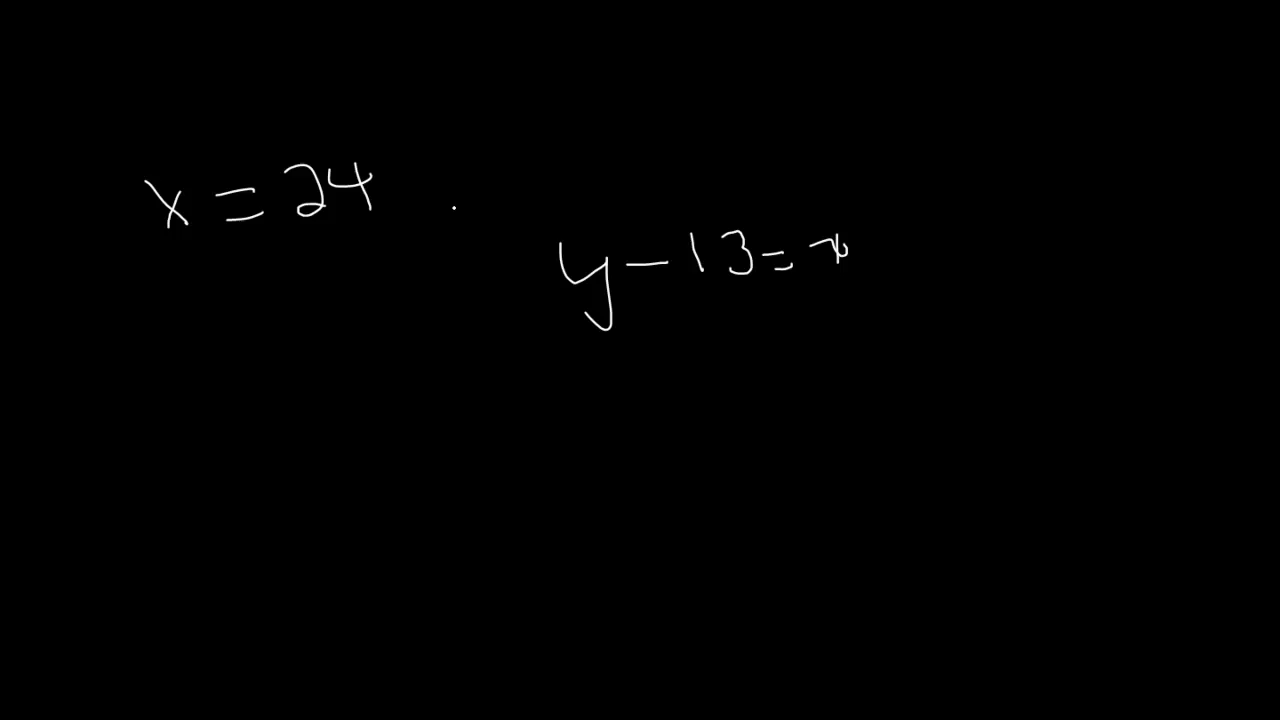 x = 24
y - 13 = x